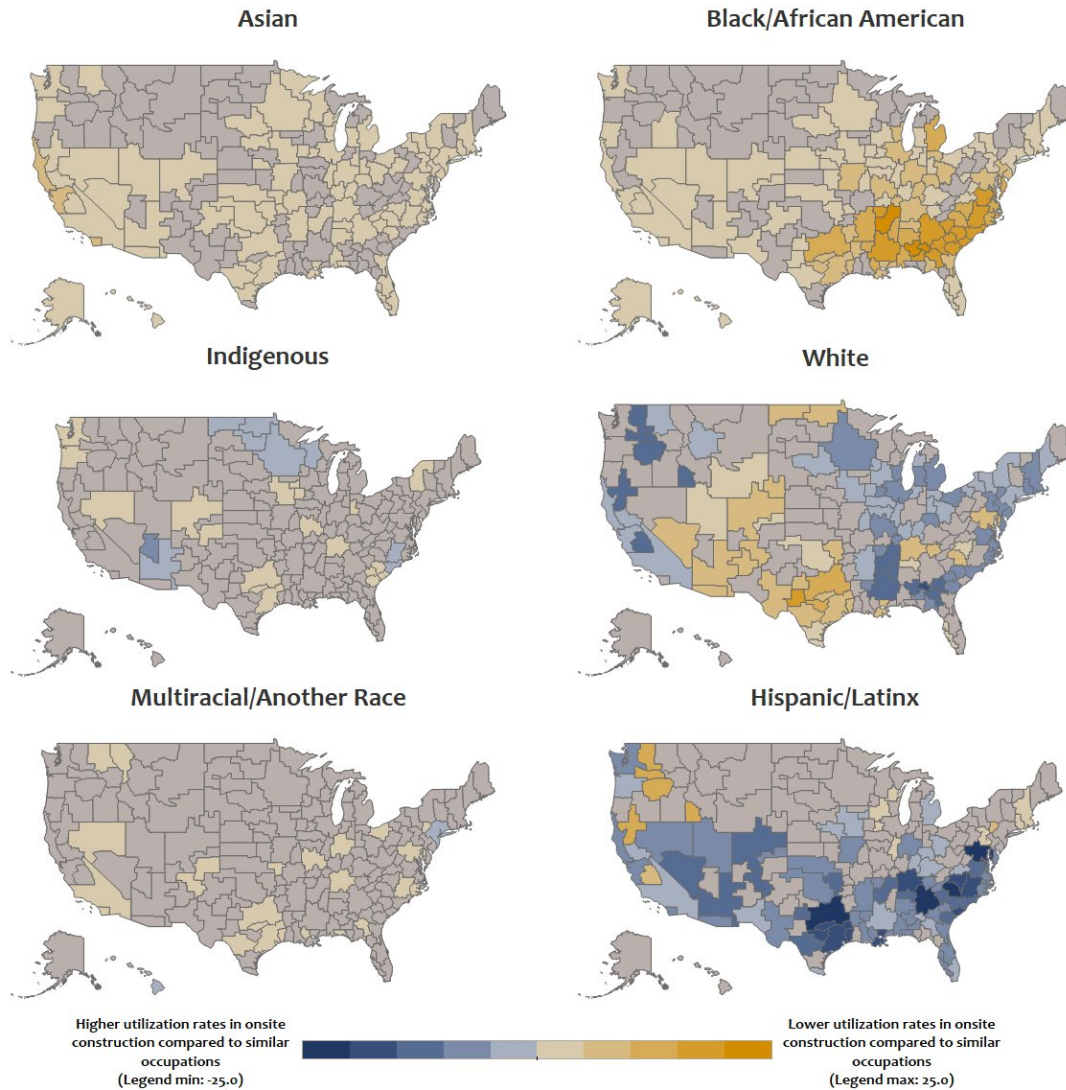 Asian
Black/African American
Indigenous
White
Multiracial/Another Race
Hispanic/Latinx
Higher utilization rates in onsite
construction compared to similar
occupations
(Legend min: -25.0)
Lower utilization rates in onsite
construction compared to similar
occupations
(Legend max: 25.0)